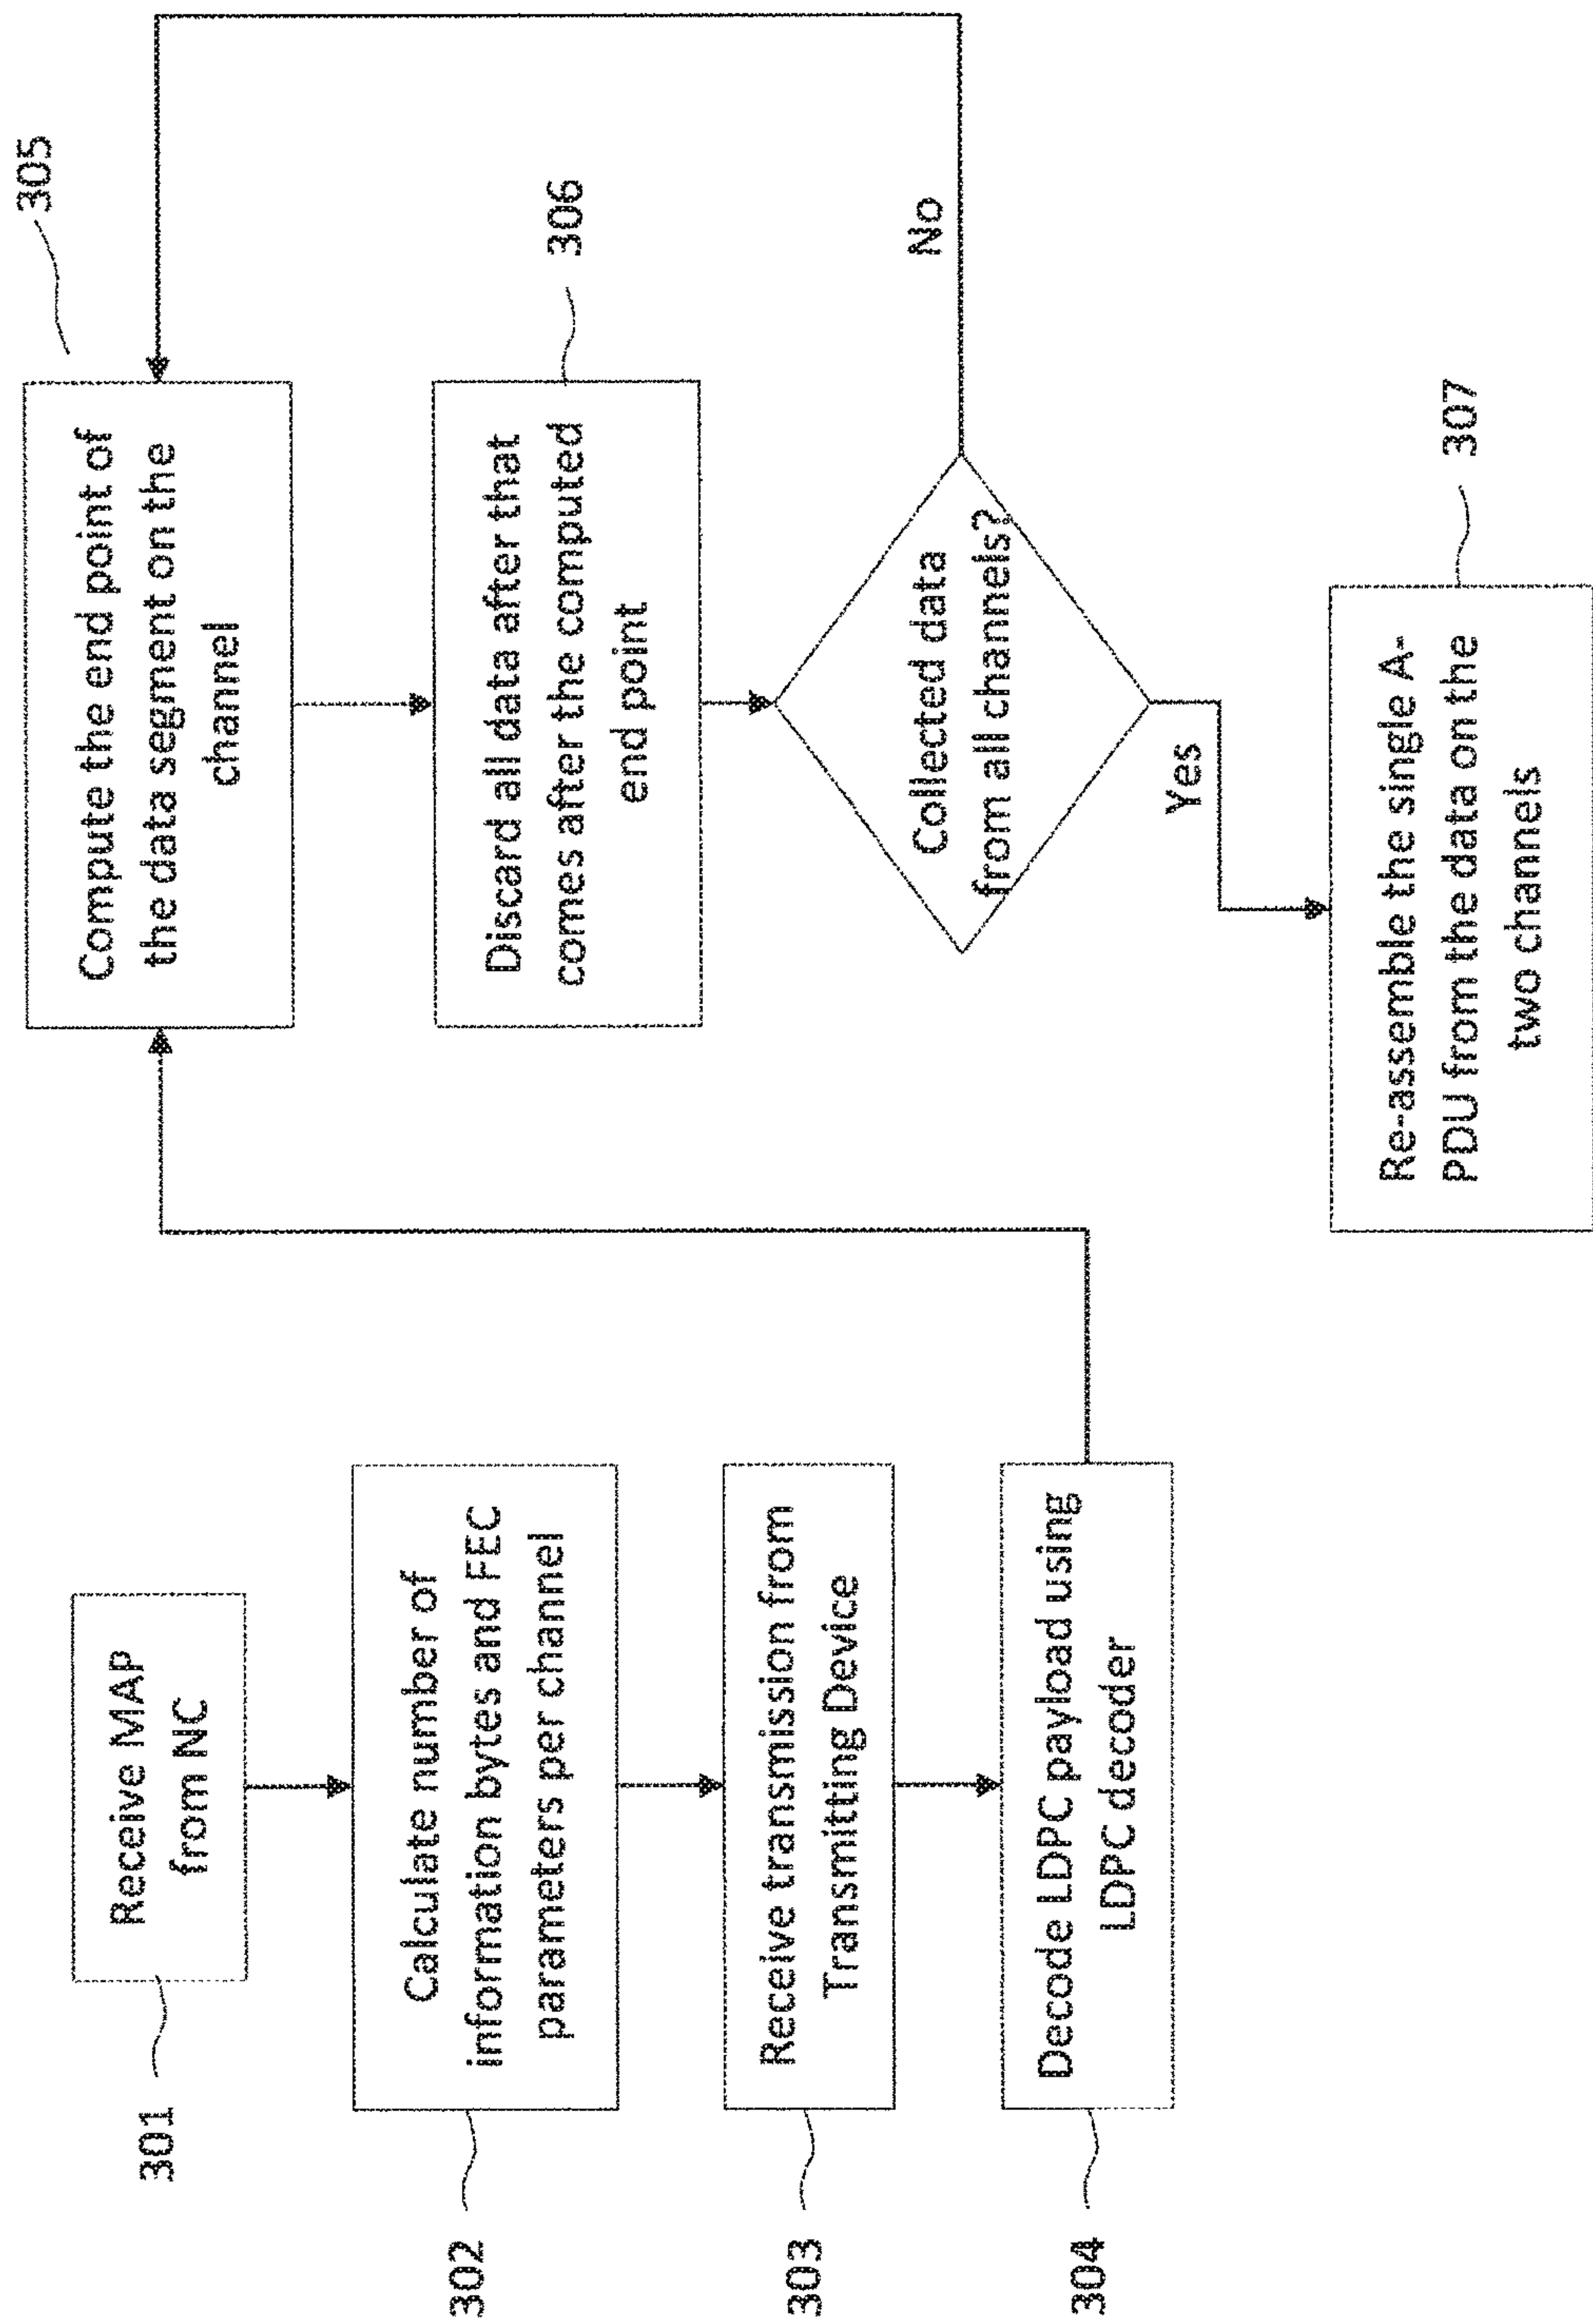 301
Receive MAP
from NC
302
Calculate number of
information bytes and FEC
parameters per channel
303
Receive transmission from
Transmitting Device
304
Decode LDPC payload using
LDPC decoder
305
Compute the end point of
the data segment on the
channel
306
Discard all data after that
comes after the computed
end point
Collected data
from all channels?
No
Yes
307
Re-assemble the single A-
PDU from the data on the
two channels